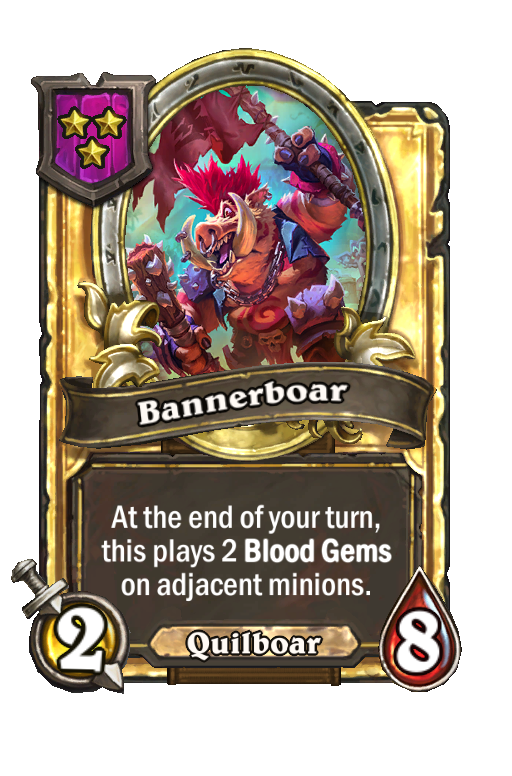 Bannerboar
At the end of your turn,
this plays 2 Blood Gems
on adjacent minions.
2
Quilboar
8